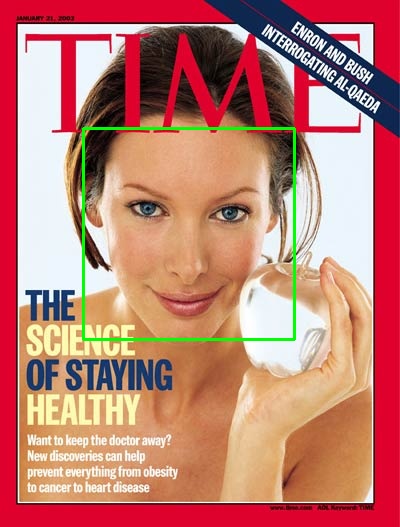 JANUARY 21, 2002
ENRON AND BUSH
INTERROGATING AL-QAEDA
TIME
THE
SCIENCE
OF STAYING
HEALTHY
Want to keep the doctor away?
New discoveries can help
prevent everything from obesity
to cancer to heart disease
www.time.com AOL Keyword: TIME